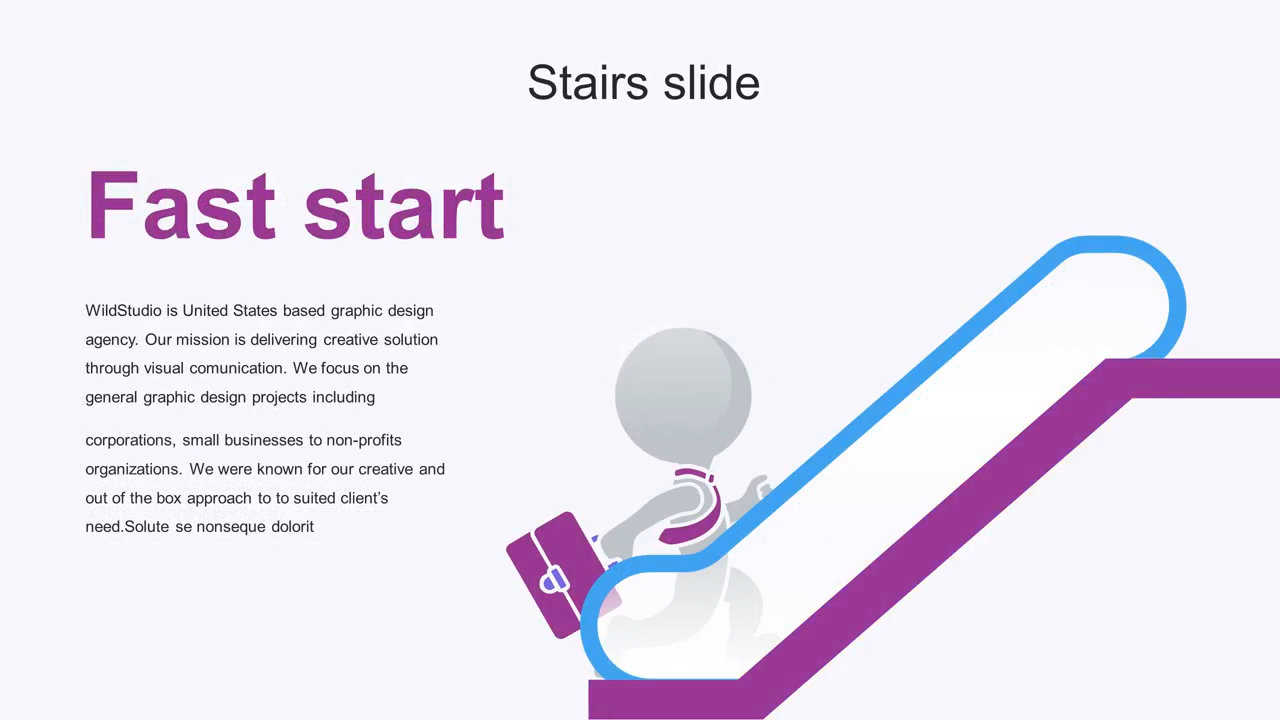 Stairs slide
Fast start
WildStudio is United States based graphic design
agency. Our mission is delivering creative solution
through visual comunication. We focus on the
general graphic design projects including
corporations, small businesses to non-profits
organizations. We were known for our creative and
out of the box approach to to suited client’s
need.Solute se nonseque dolorit